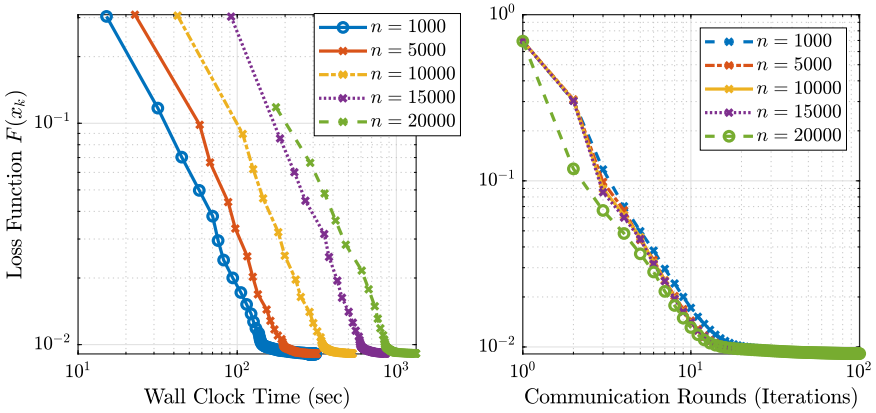 Loss Function F(x_k)
10^{-1}
10^{-2}
10^1
10^2
10^3
Wall Clock Time (sec)
n = 1000
n = 5000
n = 10000
n = 15000
n = 20000
10^0
10^{-1}
10^{-2}
10^0
10^1
10^2
Communication Rounds (Iterations)
n = 1000
n = 5000
n = 10000
n = 15000
n = 20000